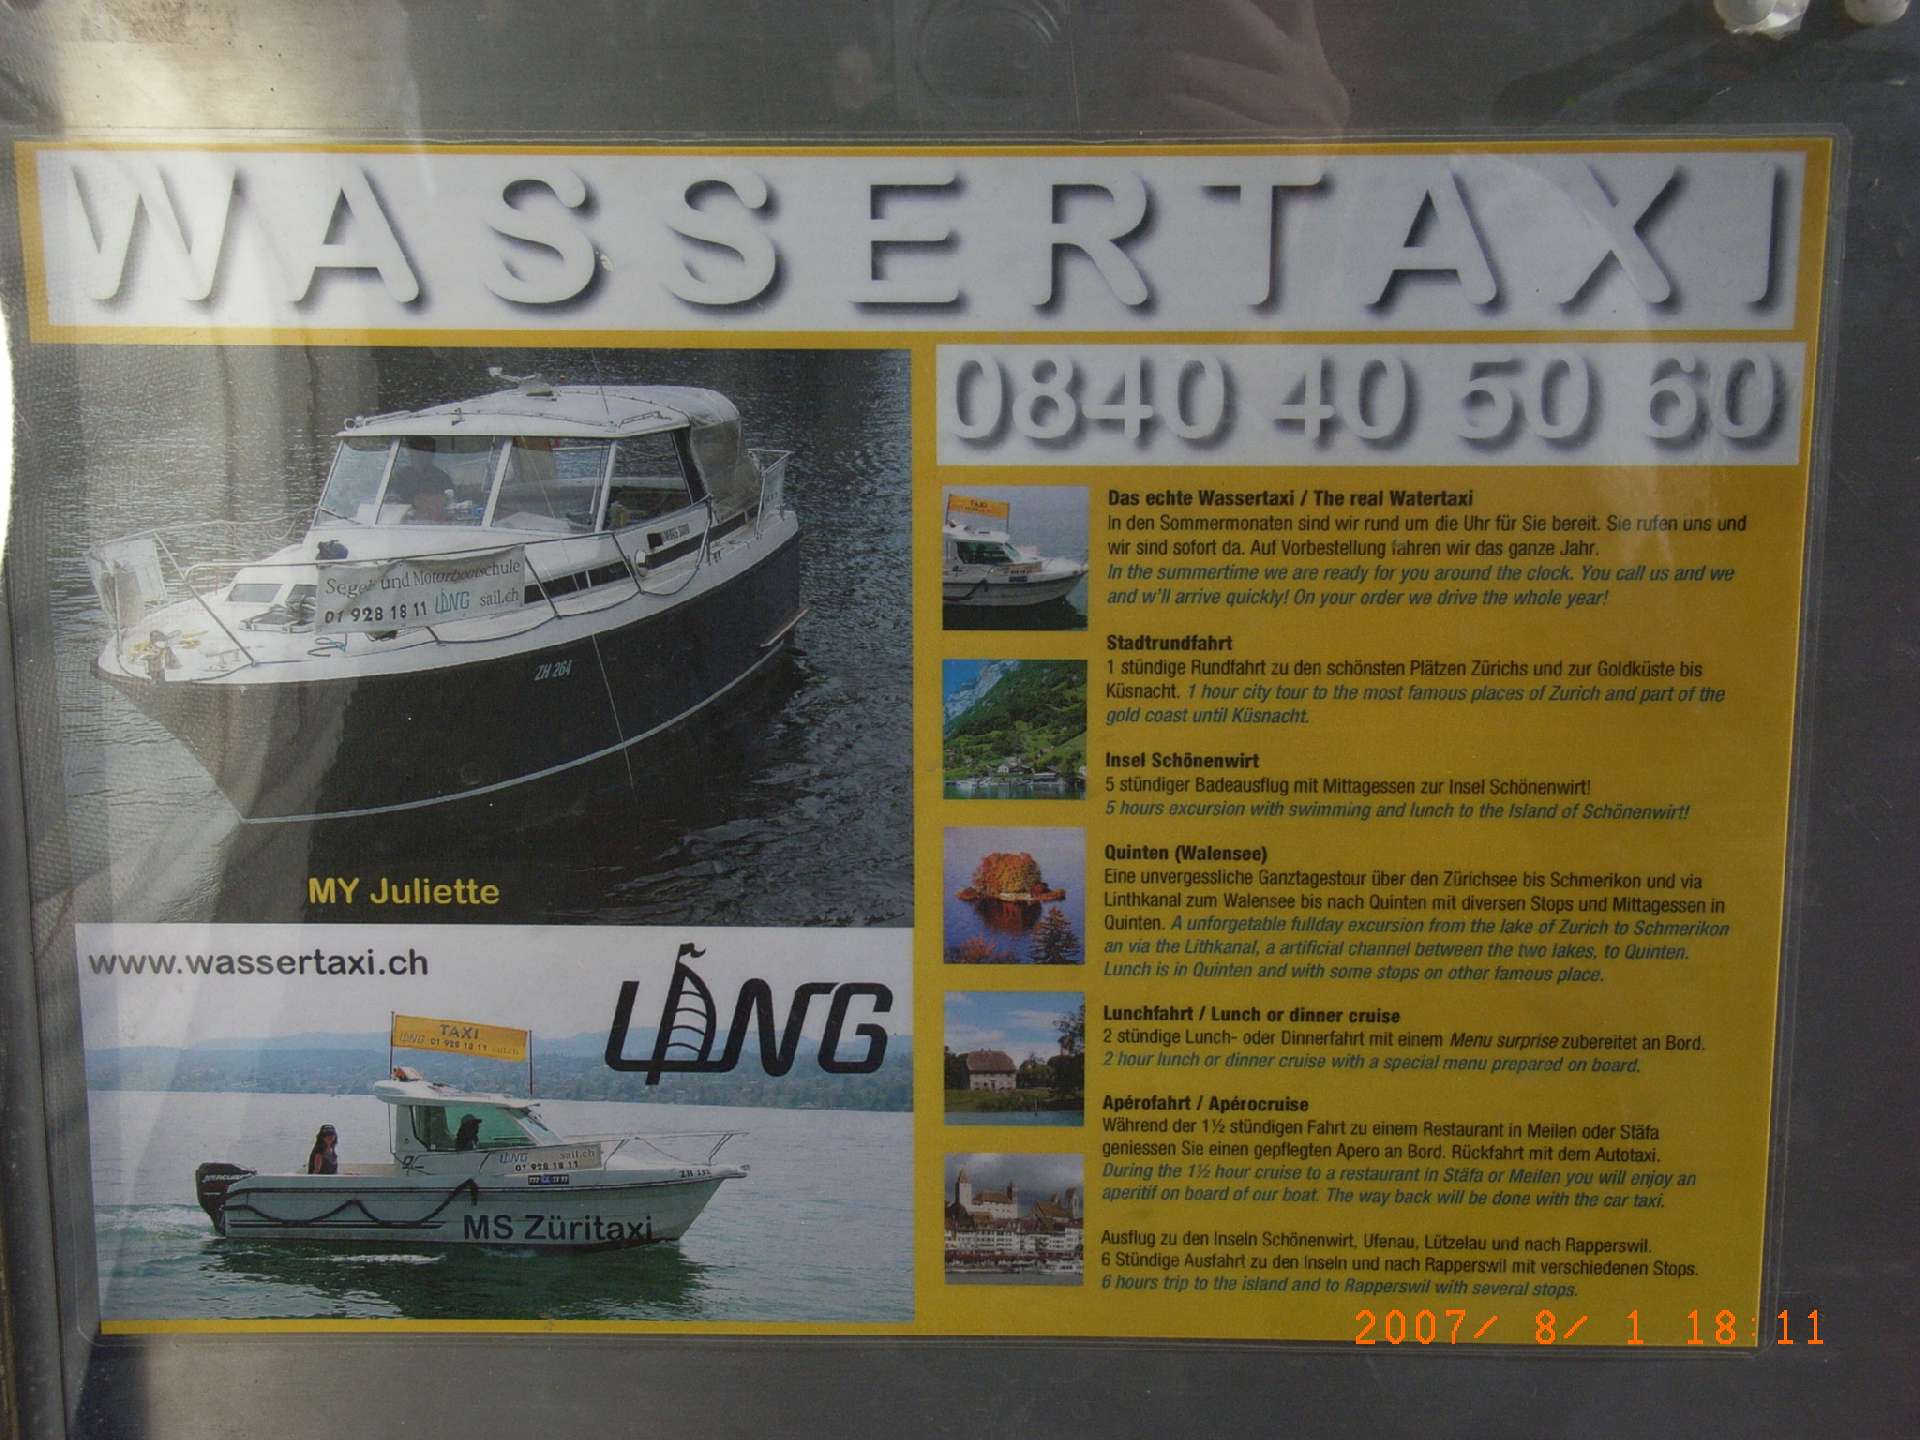 WASSERTAXI
0840 40 50 60
Segel und Motorbootschule
01 928 18 11 LANG sail.ch
ZH 264
MY Juliette
www.wassertaxi.ch
LANG
TAXI
LANG 01 928 18 11 sail.ch
LANG sail.ch
01 928 18 11
MS Züritaxi
TAXI
Das echte Wassertaxi / The real Watertaxi
In den Sommermonaten sind wir rund um die Uhr für Sie bereit. Sie rufen uns und
wir sind sofort da. Auf Vorbestellung fahren wir das ganze Jahr.
In the summertime we are ready for you around the clock. You call us and we
and w'll arrive quickly! On your order we drive the whole year!
Stadtrundfahrt
1 stündige Rundfahrt zu den schönsten Plätzen Zürichs und zur Goldküste bis
Küsnacht. 1 hour city tour to the most famous places of Zurich and part of the
gold coast until Küsnacht.
Insel Schönenwirt
5 stündiger Badeausflug mit Mittagessen zur Insel Schönenwirt!
5 hours excursion with swimming and lunch to the Island of Schönenwirt!
Quinten (Walensee)
Eine unvergessliche Ganztagestour über den Zürichsee bis Schmerikon und via
Linthkanal zum Walensee bis nach Quinten mit diversen Stops und Mittagessen in
Quinten. A unforgetable fullday excursion from the lake of Zurich to Schmerikon
an via the Lithkanal, a artificial channel between the two lakes, to Quinten.
Lunch is in Quinten and with some stops on other famous place.
Lunchfahrt / Lunch or dinner cruise
2 stündige Lunch- oder Dinnerfahrt mit einem Menu surprise zubereitet an Bord.
2 hour lunch or dinner cruise with a special menu prepared on board.
Apérofahrt / Apérocruise
Während der 1½ stündigen Fahrt zu einem Restaurant in Meilen oder Stäfa
geniessen Sie einen gepflegten Apero an Bord. Rückfahrt mit dem Autotaxi.
During the 1½ hour cruise to a restaurant in Stäfa or Meilen you will enjoy an
aperitif on board of our boat. The way back will be done with the car taxi.
Ausflug zu den Inseln Schönenwirt, Ufenau, Lützelau und nach Rapperswil.
6 Stündige Ausfahrt zu den Inseln und nach Rapperswil mit verschiedenen Stops.
6 hours trip to the island and to Rapperswil with several stops.
2007/ 8/ 1 18:11